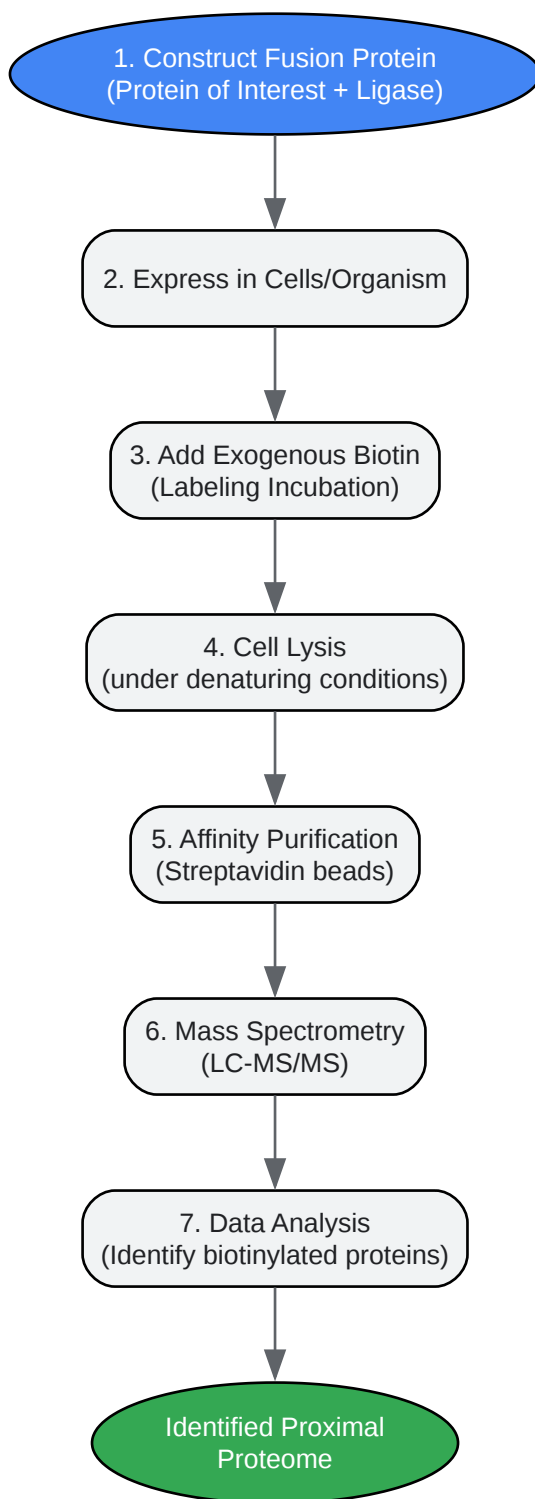 1. Construct Fusion Protein
(Protein of Interest + Ligase)
2. Express in Cells/Organism
3. Add Exogenous Biotin
(Labeling Incubation)
4. Cell Lysis
(under denaturing conditions)
5. Affinity Purification
(Streptavidin beads)
6. Mass Spectrometry
(LC-MS/MS)
7. Data Analysis
(Identify biotinylated proteins)
Identified Proximal
Proteome